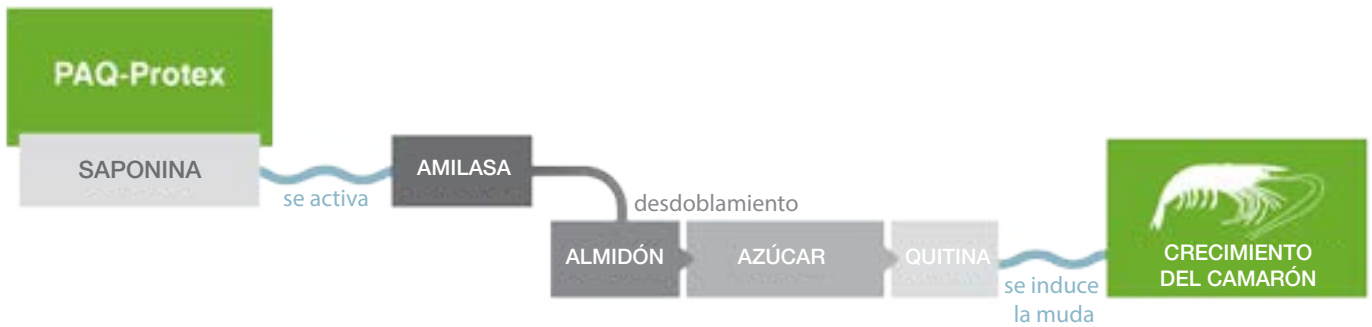 PAQ-Protex
SAPONINA
se activa
AMILASA
desdoblamiento
ALMIDÓN
AZÚCAR
QUITINA
se induce
la muda
CRECIMIENTO
DEL CAMARÓN